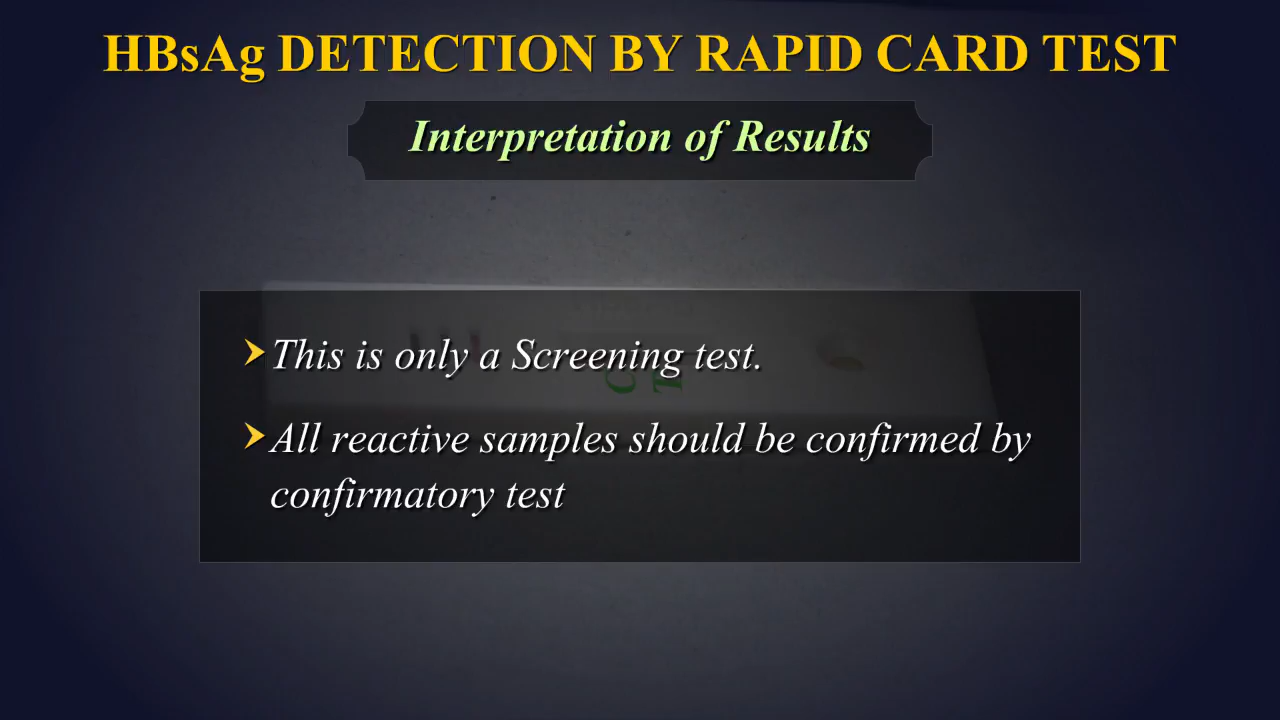 HBsAg DETECTION BY RAPID CARD TEST
Interpretation of Results
This is only a Screening test.
All reactive samples should be confirmed by
confirmatory test
C
T